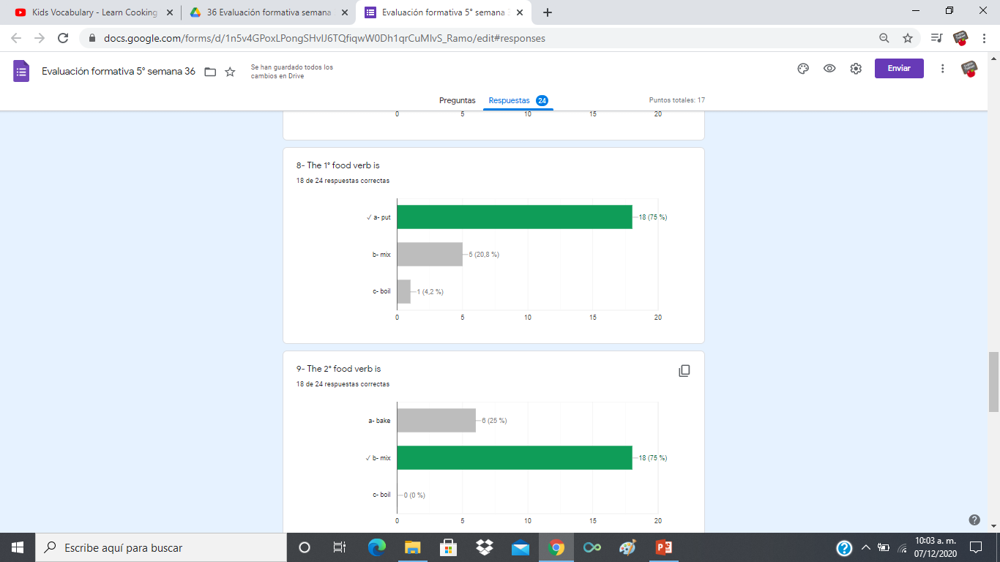 Kids Vocabulary - Learn Cooking
36 Evaluación formativa semana
Evaluación formativa 5° semana
docs.google.com/forms/d/1n5v4GPoxLPongSHvIJ6TQfiqwW0Dh1qrCuMlvS_Ramo/edit#responses
Evaluación formativa 5° semana 36
Se han guardado todos los
cambios en Drive
Enviar
Preguntas Respuestas 24
Puntos totales: 17
0 5 10 15 20
8- The 1° food verb is
18 de 24 respuestas correctas
✓ a- put 18 (75 %)
b- mix 5 (20,8 %)
c- boil 1 (4,2 %)
0 5 10 15 20
9- The 2° food verb is
18 de 24 respuestas correctas
a- bake 6 (25 %)
✓ b- mix 18 (75 %)
c- boil 0 (0 %)
0 5 10 15 20
Escribe aquí para buscar
10:03 a. m.
07/12/2020